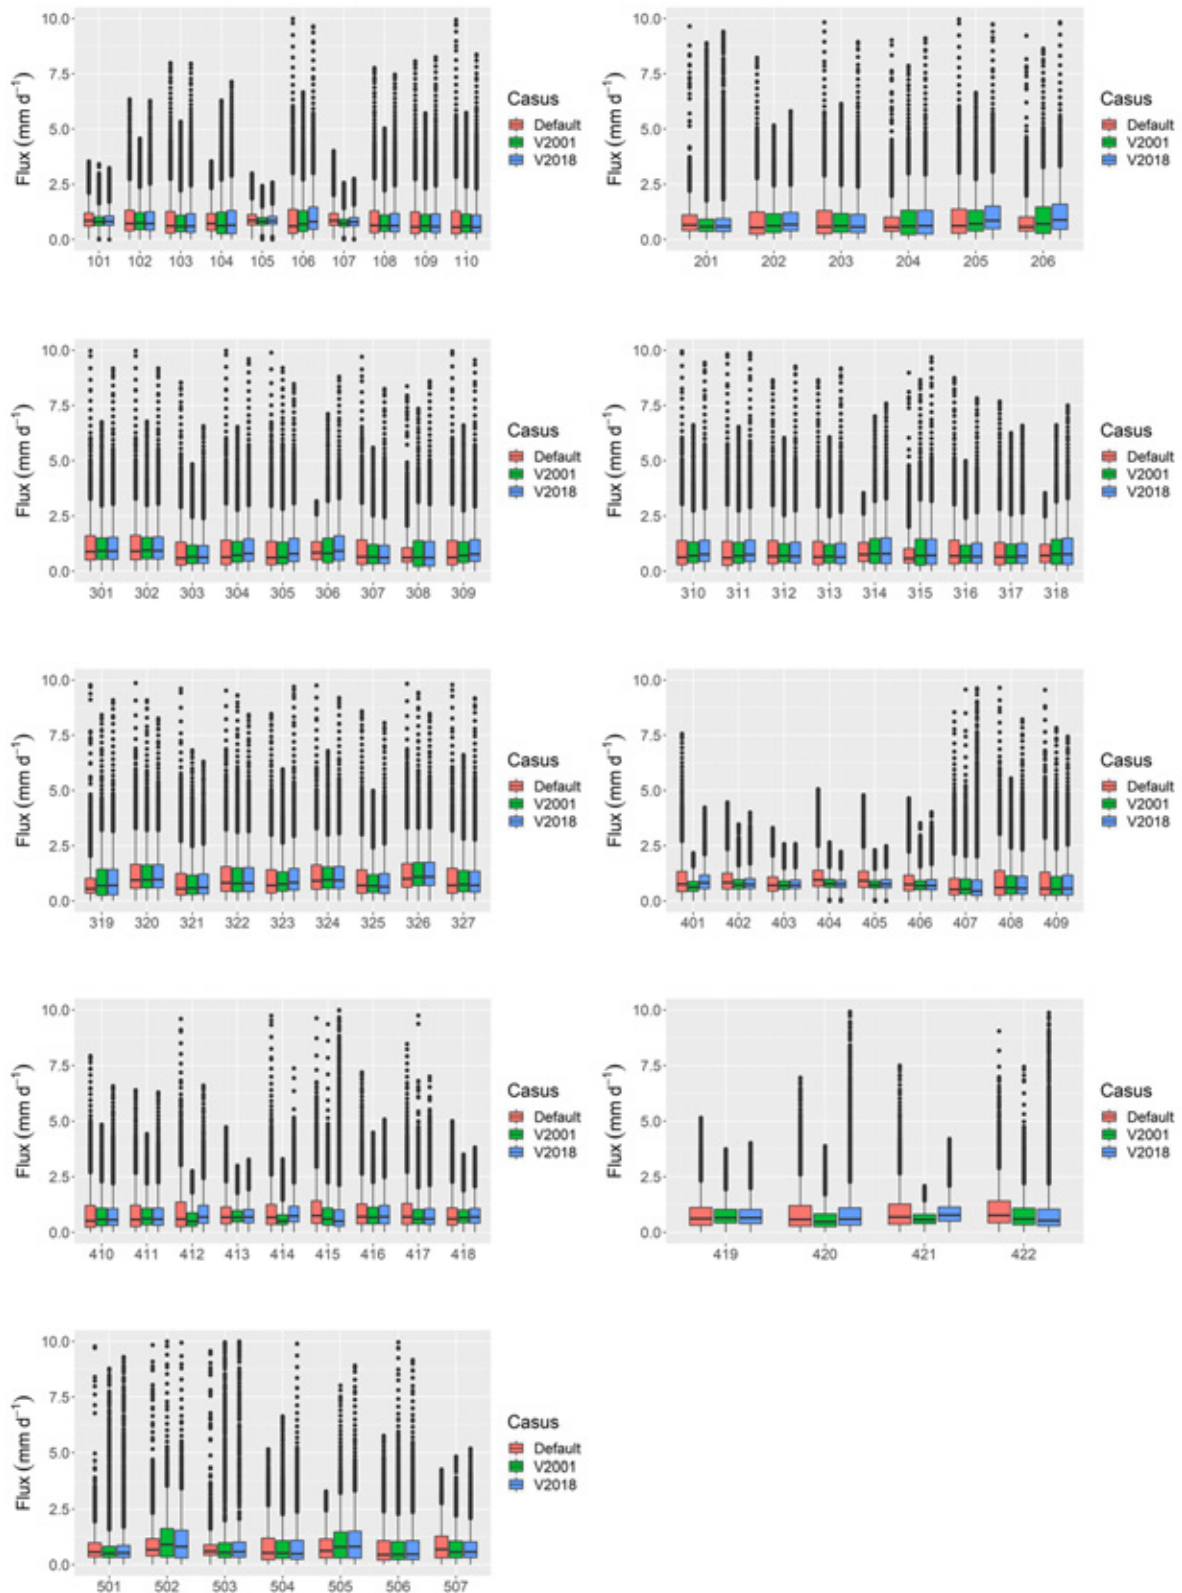 10.0
7.5
5.0
2.5
0.0
Flux (mm d⁻¹)
101 102 103 104 105 106 107 108 109 110
Casus
Default
V2001
V2018
10.0
7.5
5.0
2.5
0.0
Flux (mm d⁻¹)
201 202 203 204 205 206
Casus
Default
V2001
V2018
10.0
7.5
5.0
2.5
0.0
Flux (mm d⁻¹)
301 302 303 304 305 306 307 308 309
Casus
Default
V2001
V2018
10.0
7.5
5.0
2.5
0.0
Flux (mm d⁻¹)
310 311 312 313 314 315 316 317 318
Casus
Default
V2001
V2018
10.0
7.5
5.0
2.5
0.0
Flux (mm d⁻¹)
319 320 321 322 323 324 325 326 327
Casus
Default
V2001
V2018
10.0
7.5
5.0
2.5
0.0
Flux (mm d⁻¹)
401 402 403 404 405 406 407 408 409
Casus
Default
V2001
V2018
10.0
7.5
5.0
2.5
0.0
Flux (mm d⁻¹)
410 411 412 413 414 415 416 417 418
Casus
Default
V2001
V2018
10.0
7.5
5.0
2.5
0.0
Flux (mm d⁻¹)
419 420 421 422
Casus
Default
V2001
V2018
10.0
7.5
5.0
2.5
0.0
Flux (mm d⁻¹)
501 502 503 504 505 506 507
Casus
Default
V2001
V2018